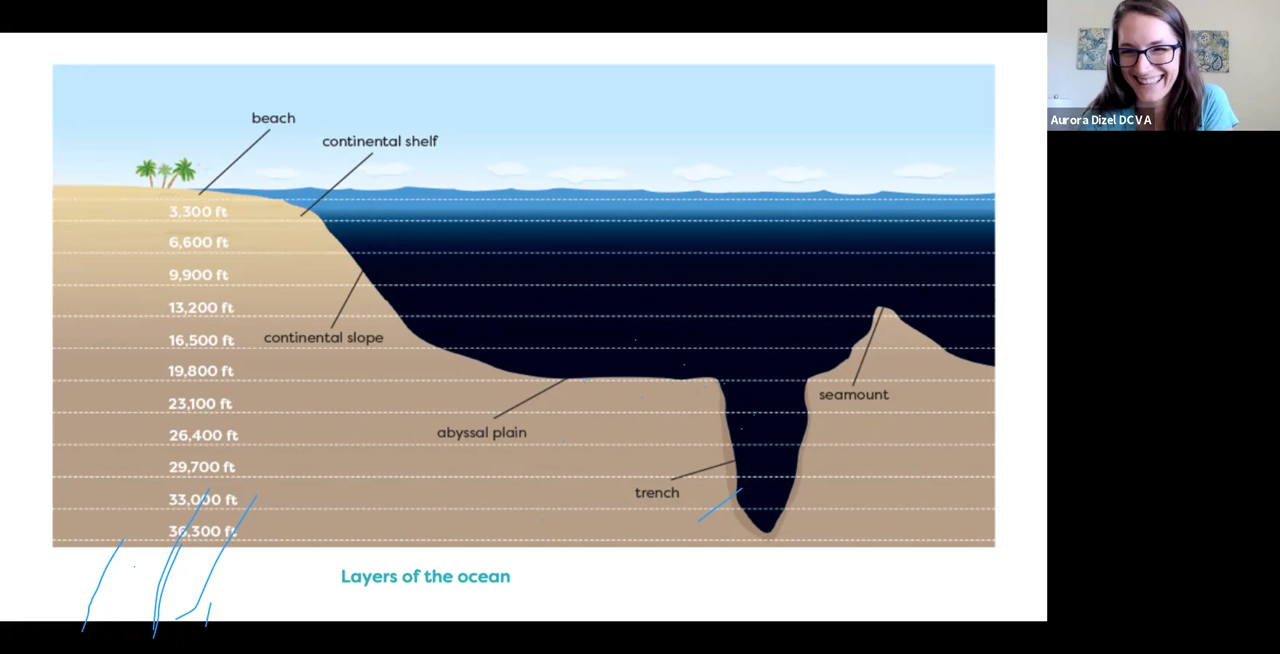 beach
continental shelf
3,300 ft
6,600 ft
9,900 ft
13,200 ft
continental slope
16,500 ft
19,800 ft
seamount
23,100 ft
abyssal plain
26,400 ft
29,700 ft
trench
33,000 ft
36,300 ft
Layers of the ocean
Aurora Dizel DCVA